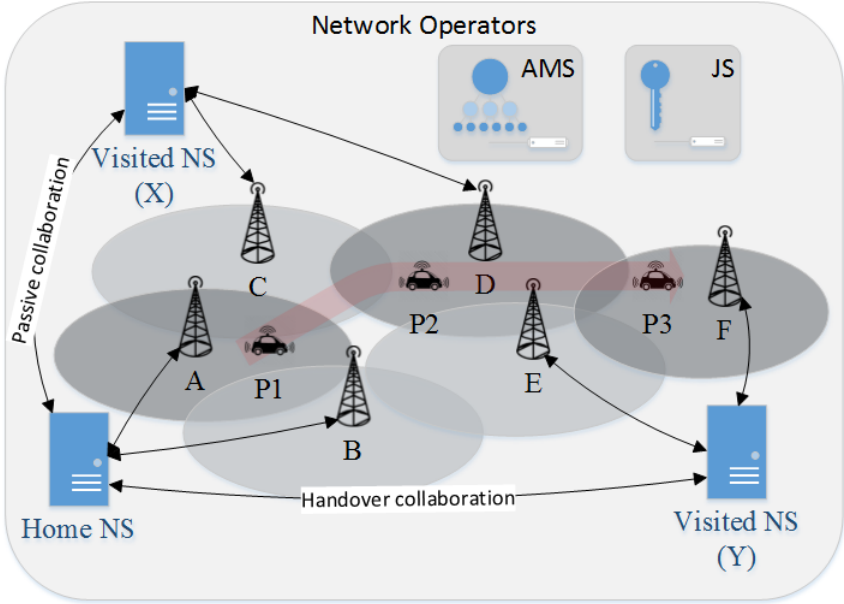 Network Operators
AMS
JS
Visited NS
(X)
Passive collaboration
C
D
P2
P3
F
A
P1
E
B
Home NS
Handover collaboration
Visited NS
(Y)